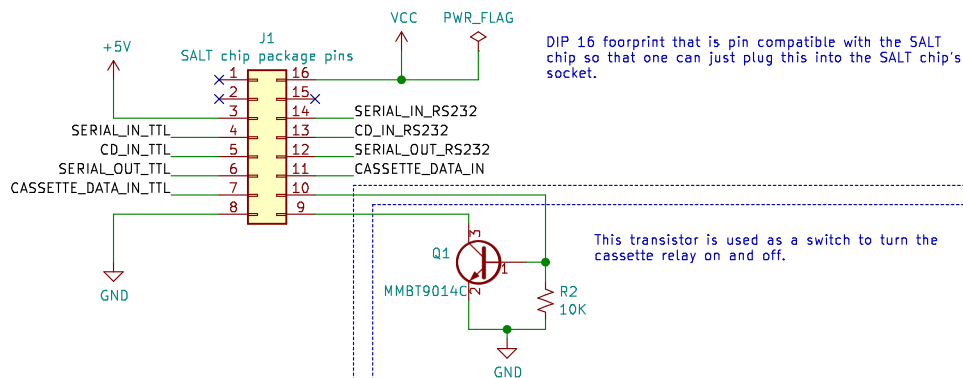 VCC
PWR_FLAG
+5V
J1
SALT chip package pins
DIP 16 foorprint that is pin compatible with the SALT
chip so that one can just plug this into the SALT chip's
socket.
1 16
2 15
3 14 SERIAL_IN_RS232
SERIAL_IN_TTL 4 13 CD_IN_RS232
CD_IN_TTL 5 12 SERIAL_OUT_RS232
SERIAL_OUT_TTL 6 11 CASSETTE_DATA_IN
CASSETTE_DATA_IN_TTL 7 10
8 9
This transistor is used as a switch to turn the
cassette relay on and off.
Q1
3
1
2
MMBT9014C
R2
10K
GND
GND